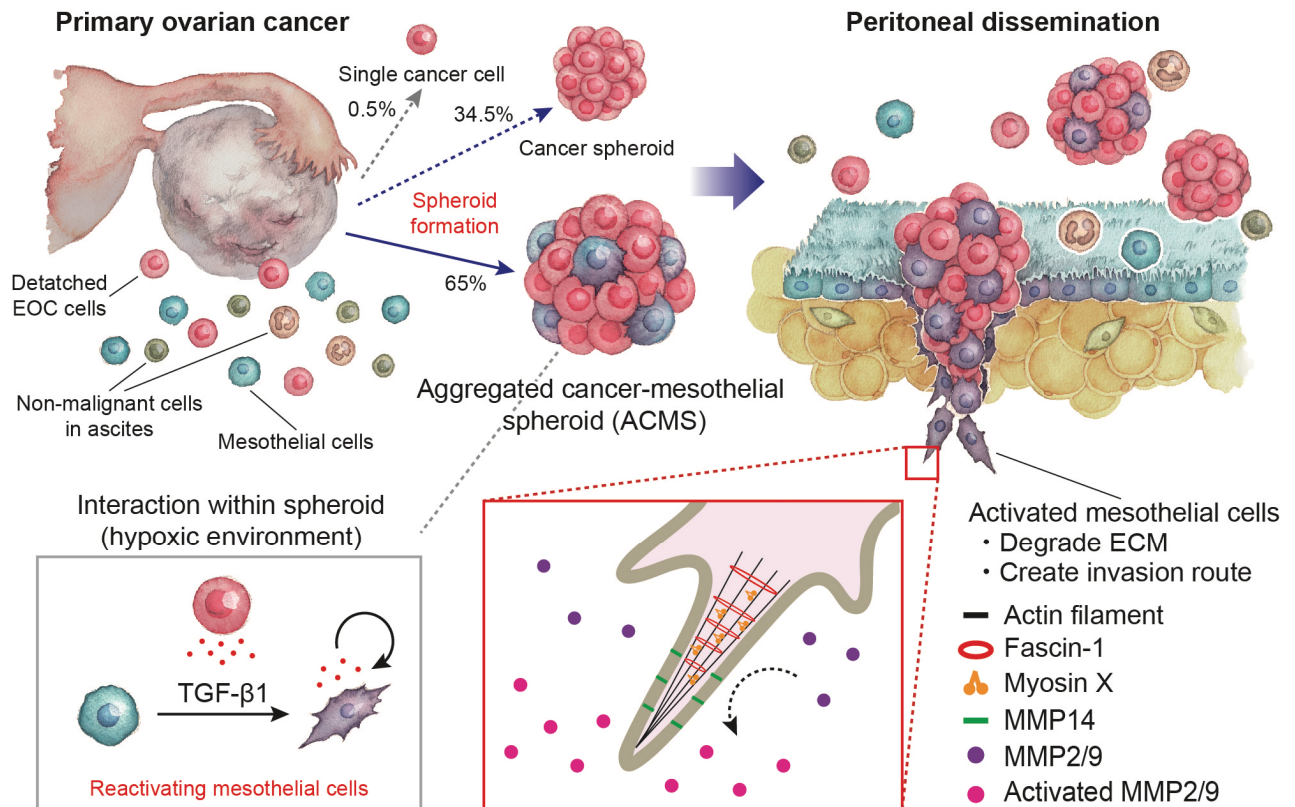 Primary ovarian cancer
Single cancer cell
0.5%
34.5%
Cancer spheroid
Spheroid
formation
65%
Detatched
EOC cells
Non-malignant cells
in ascites
Mesothelial cells
Aggregated cancer-mesothelial
spheroid (ACMS)
Peritoneal dissemination
Interaction within spheroid
(hypoxic environment)
TGF-β1
Reactivating mesothelial cells
Activated mesothelial cells
・Degrade ECM
・Create invasion route
Actin filament
Fascin-1
Myosin X
MMP14
MMP2/9
Activated MMP2/9